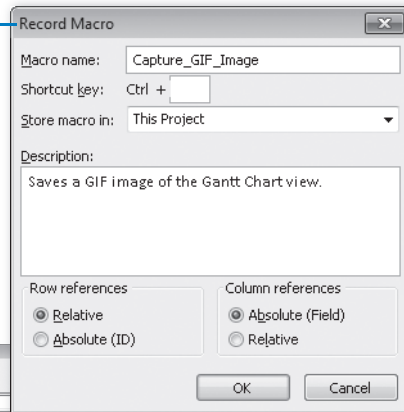 Record Macro
Macro name: Capture_GIF_Image
Shortcut key: Ctrl +
Store macro in: This Project
Description:
Saves a GIF image of the Gantt Chart view.
Row references Column references
Relative Absolute (Field)
Absolute (ID) Relative
OK Cancel